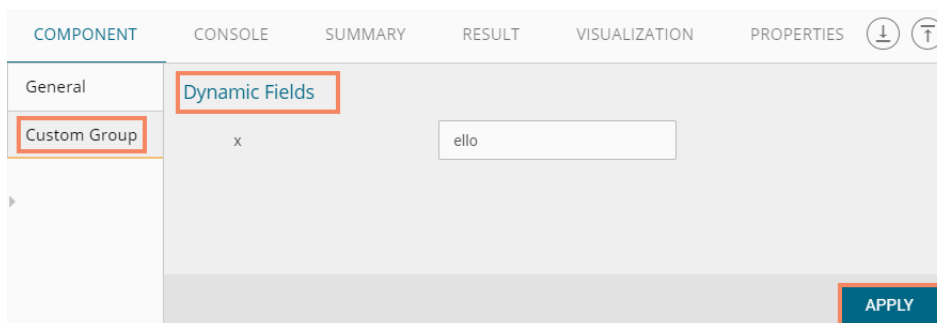 COMPONENT CONSOLE SUMMARY RESULT VISUALIZATION PROPERTIES
General
Dynamic Fields
Custom Group
x ello
APPLY